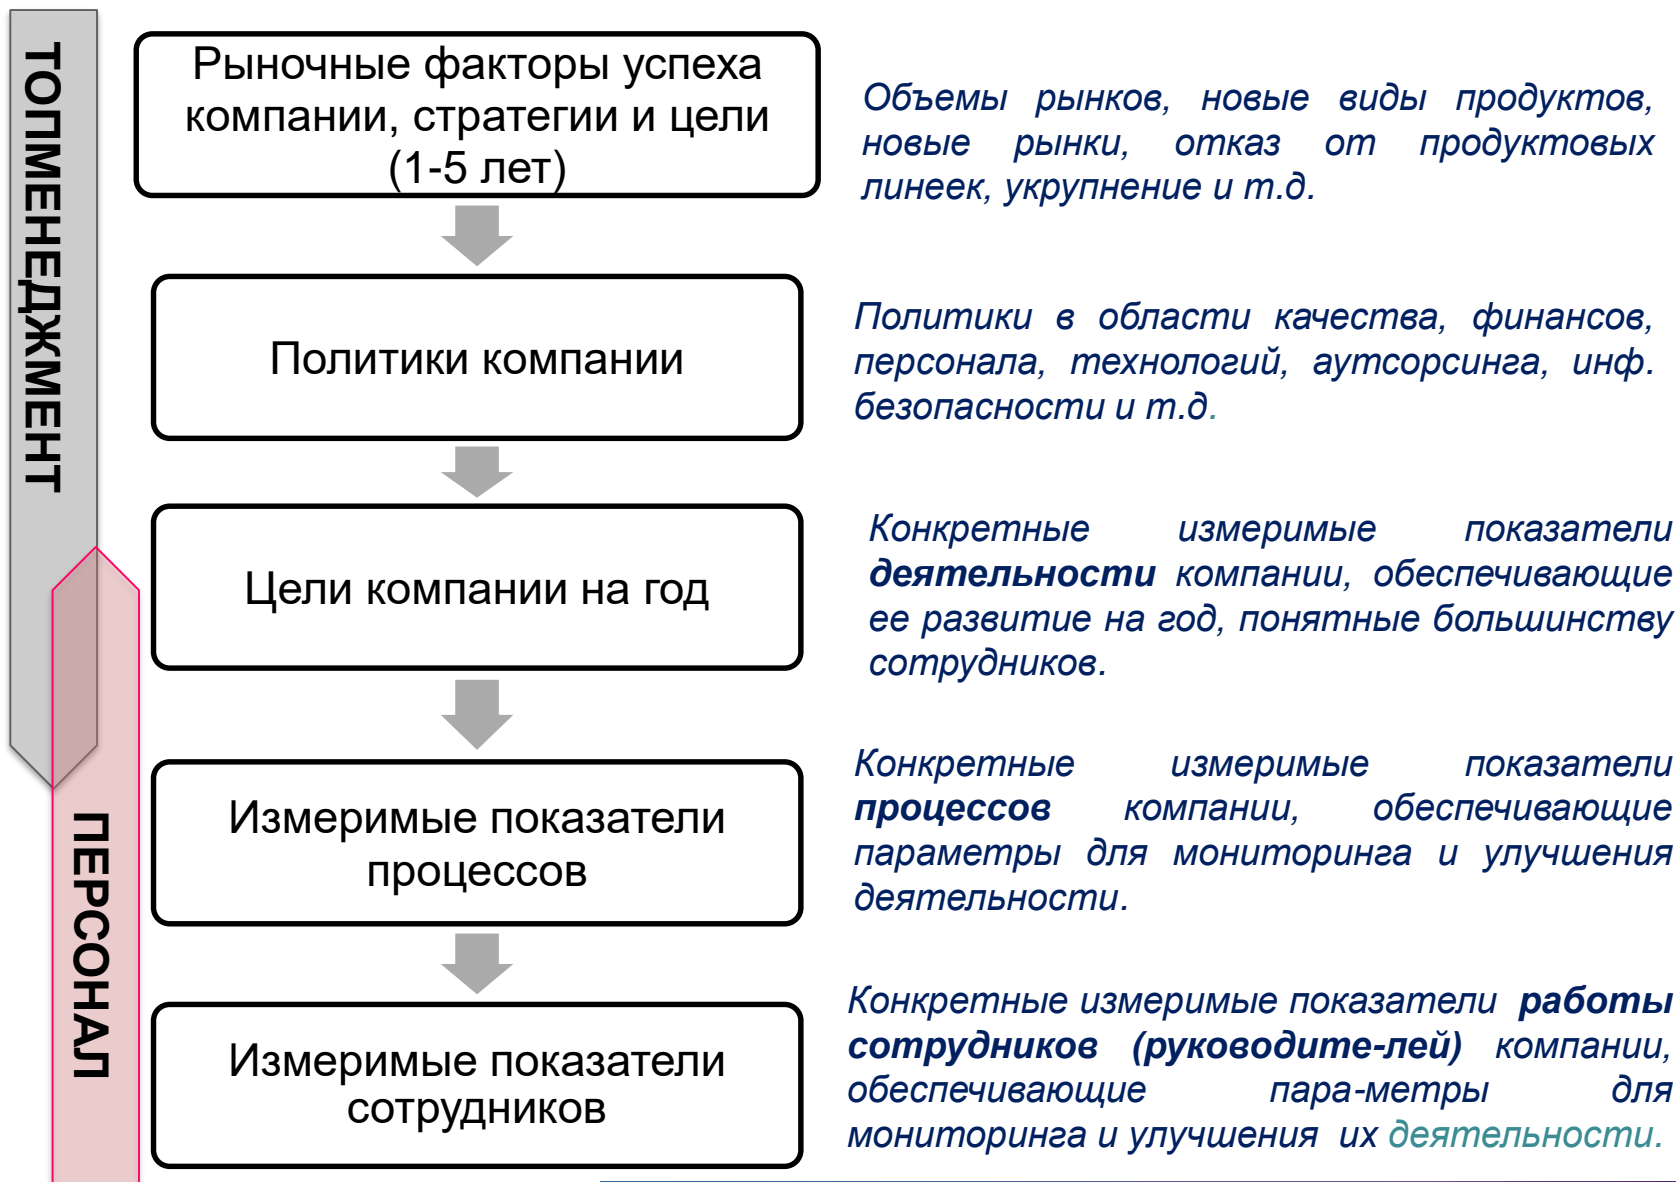 ТОПМЕНЕДЖМЕНТ
Рыночные факторы успеха
компании, стратегии и цели
(1-5 лет)
Объемы рынков, новые виды продуктов,
новые рынки, отказ от продуктовых
линеек, укрупнение и т.д.
Политики компании
Политики в области качества, финансов,
персонала, технологий, аутсорсинга, инф.
безопасности и т.д.
Цели компании на год
Конкретные измеримые показатели
деятельности компании, обеспечивающие
ее развитие на год, понятные большинству
сотрудников.
ПЕРСОНАЛ
Измеримые показатели
процессов
Конкретные измеримые показатели
процессов компании, обеспечивающие
параметры для мониторинга и улучшения
деятельности.
Измеримые показатели
сотрудников
Конкретные измеримые показатели работы
сотрудников (руководите-лей) компании,
обеспечивающие пара-метры для
мониторинга и улучшения их деятельности.